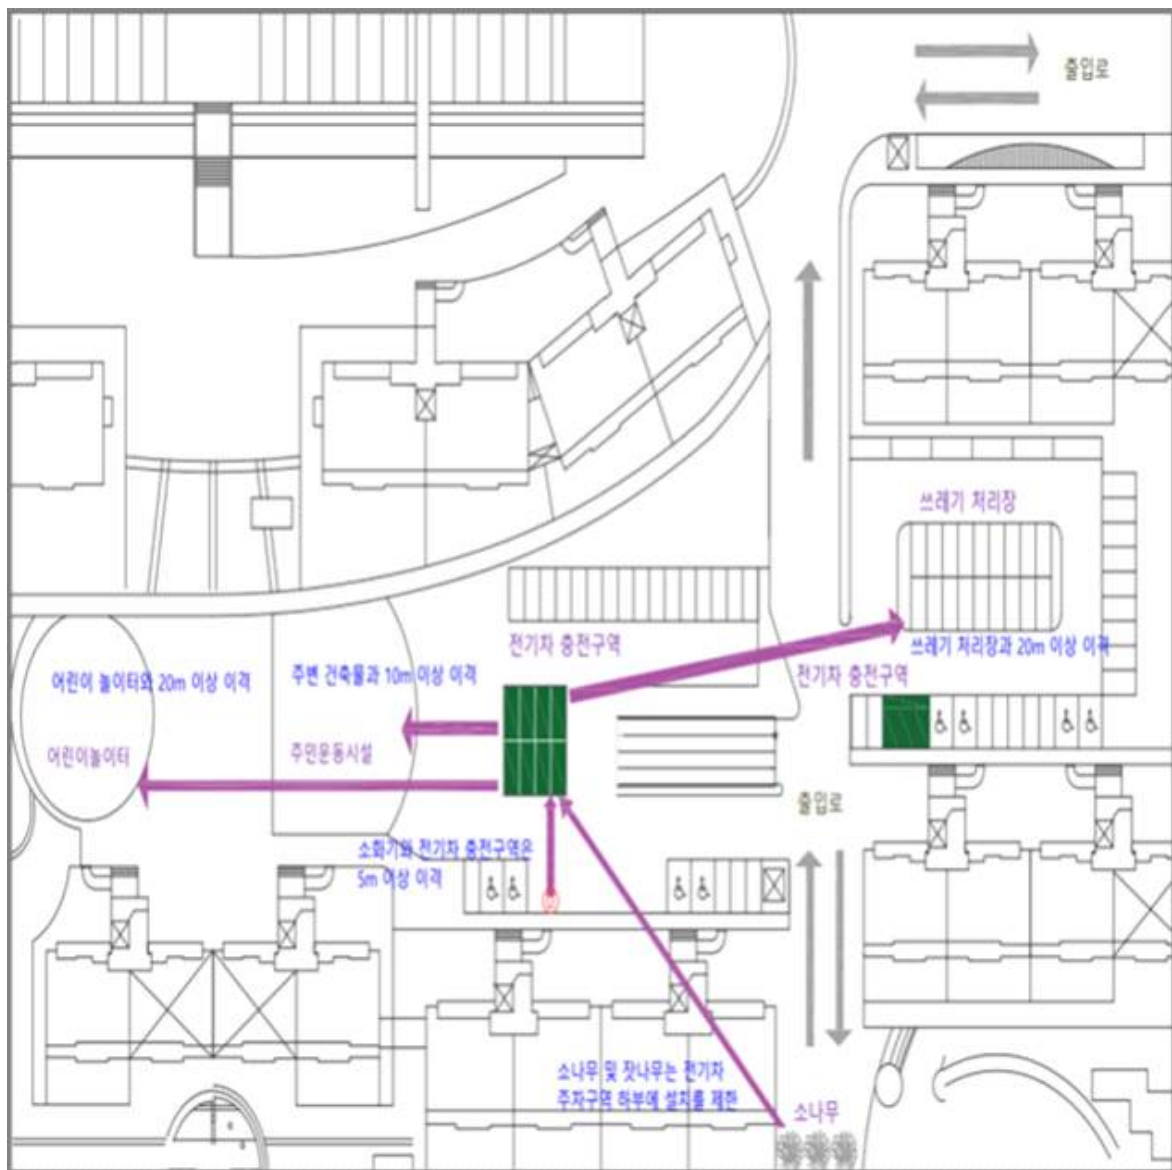 출입로
쓰레기 처리장
전기차 충전구역
쓰레기 처리장과 20m 이상 이격
어린이 놀이터와 20m 이상 이격
주변 건축물과 10m 이상 이격
전기차 충전구역
어린이놀이터
주민운동시설
출입로
소화기와 전기차 충전구역은
5m 이상 이격
소나무 및 잣나무는 전기차
주차구역 하부에 설치를 제한
소나무